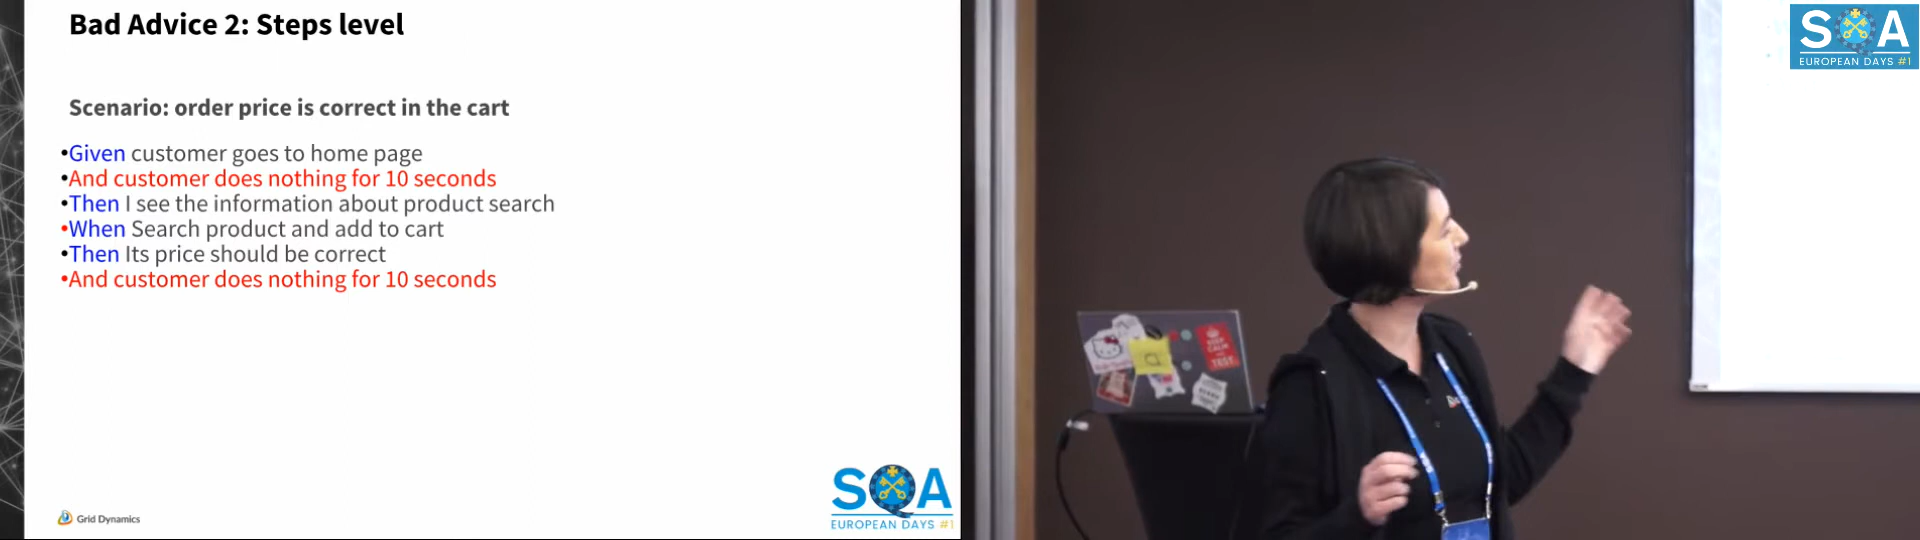 Bad Advice 2: Steps level
Scenario: order price is correct in the cart
•Given customer goes to home page
•And customer does nothing for 10 seconds
•Then I see the information about product search
•When Search product and add to cart
•Then Its price should be correct
•And customer does nothing for 10 seconds
Grid Dynamics
SQA
EUROPEAN DAYS #1
KEEP
CALM
TEST
SQA
EUROPEAN DAYS #1